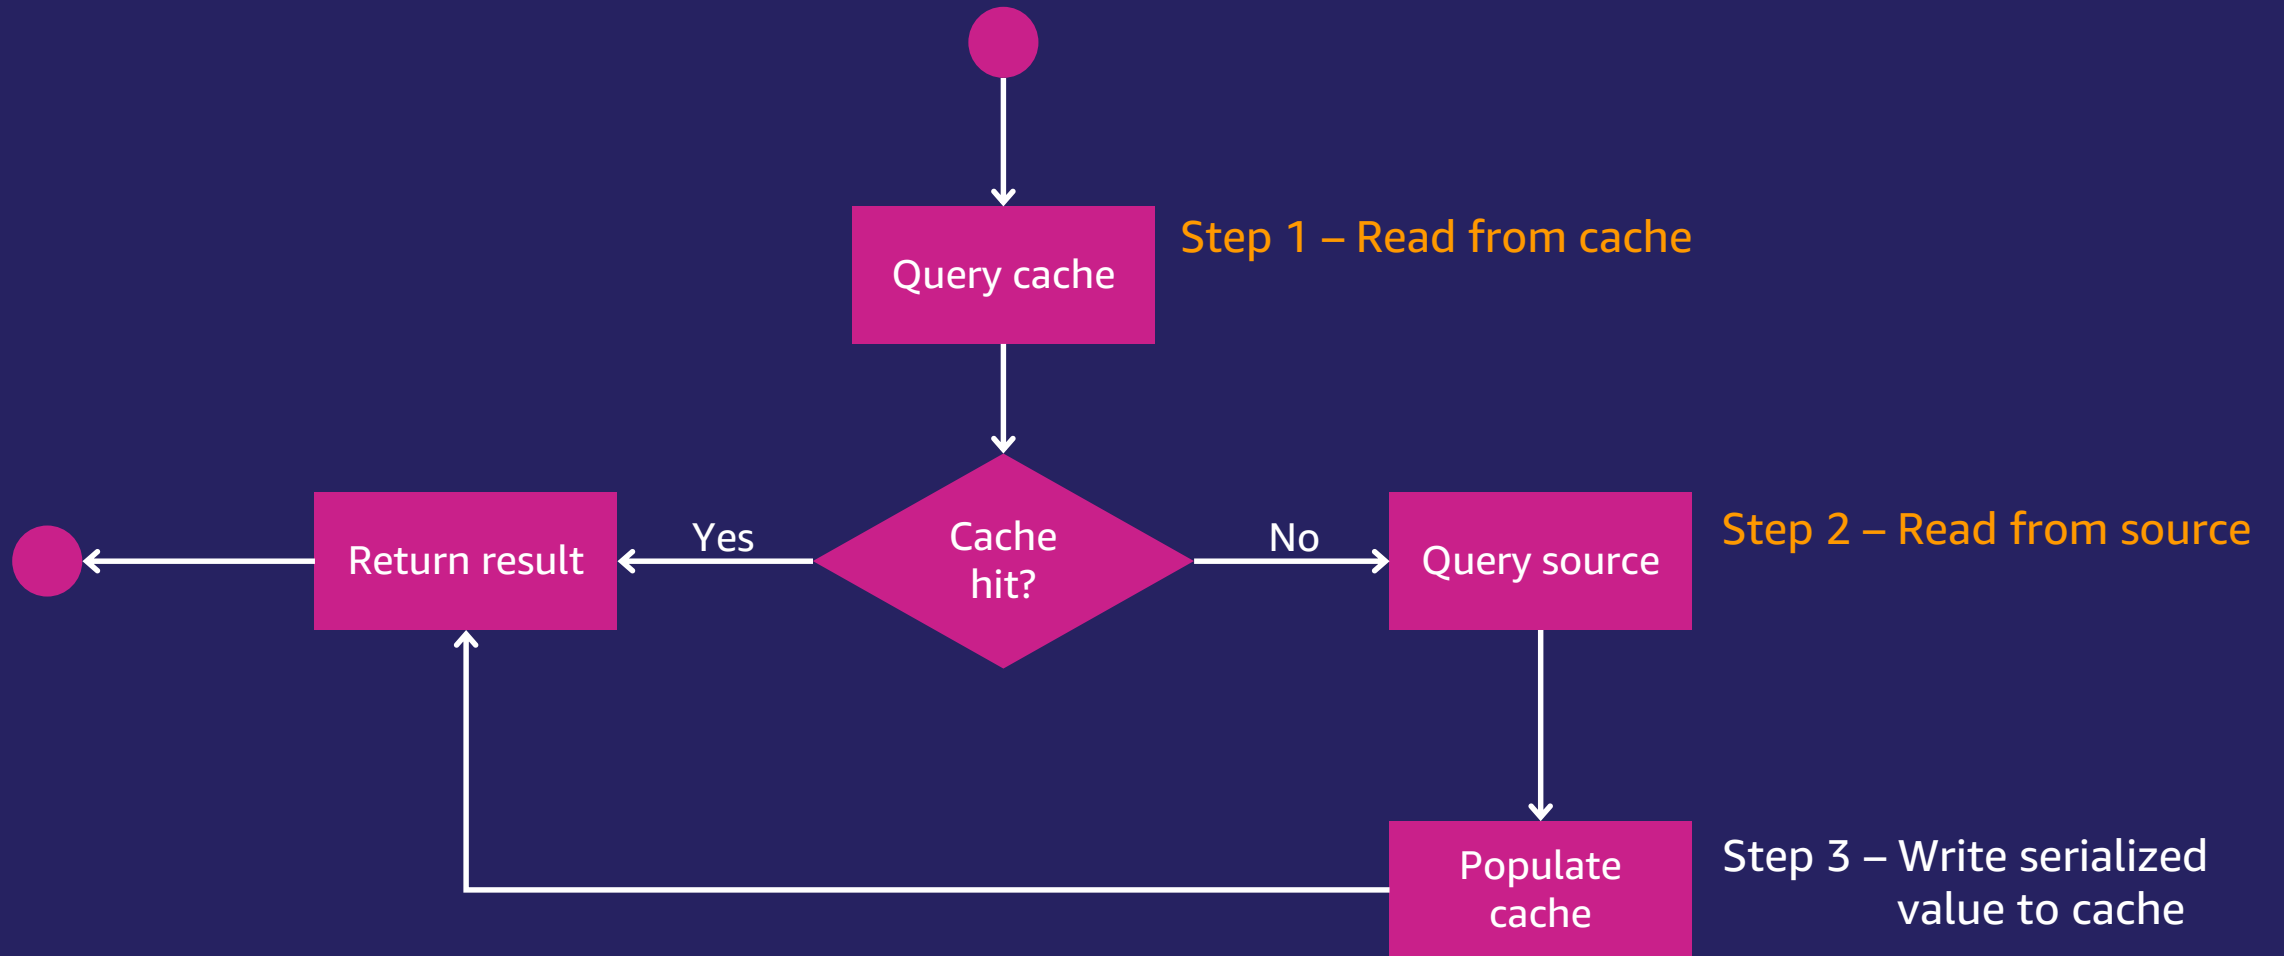 Query cache
Step 1 – Read from cache
Cache
hit?
Yes
Return result
No
Query source
Step 2 – Read from source
Populate
cache
Step 3 – Write serialized
value to cache